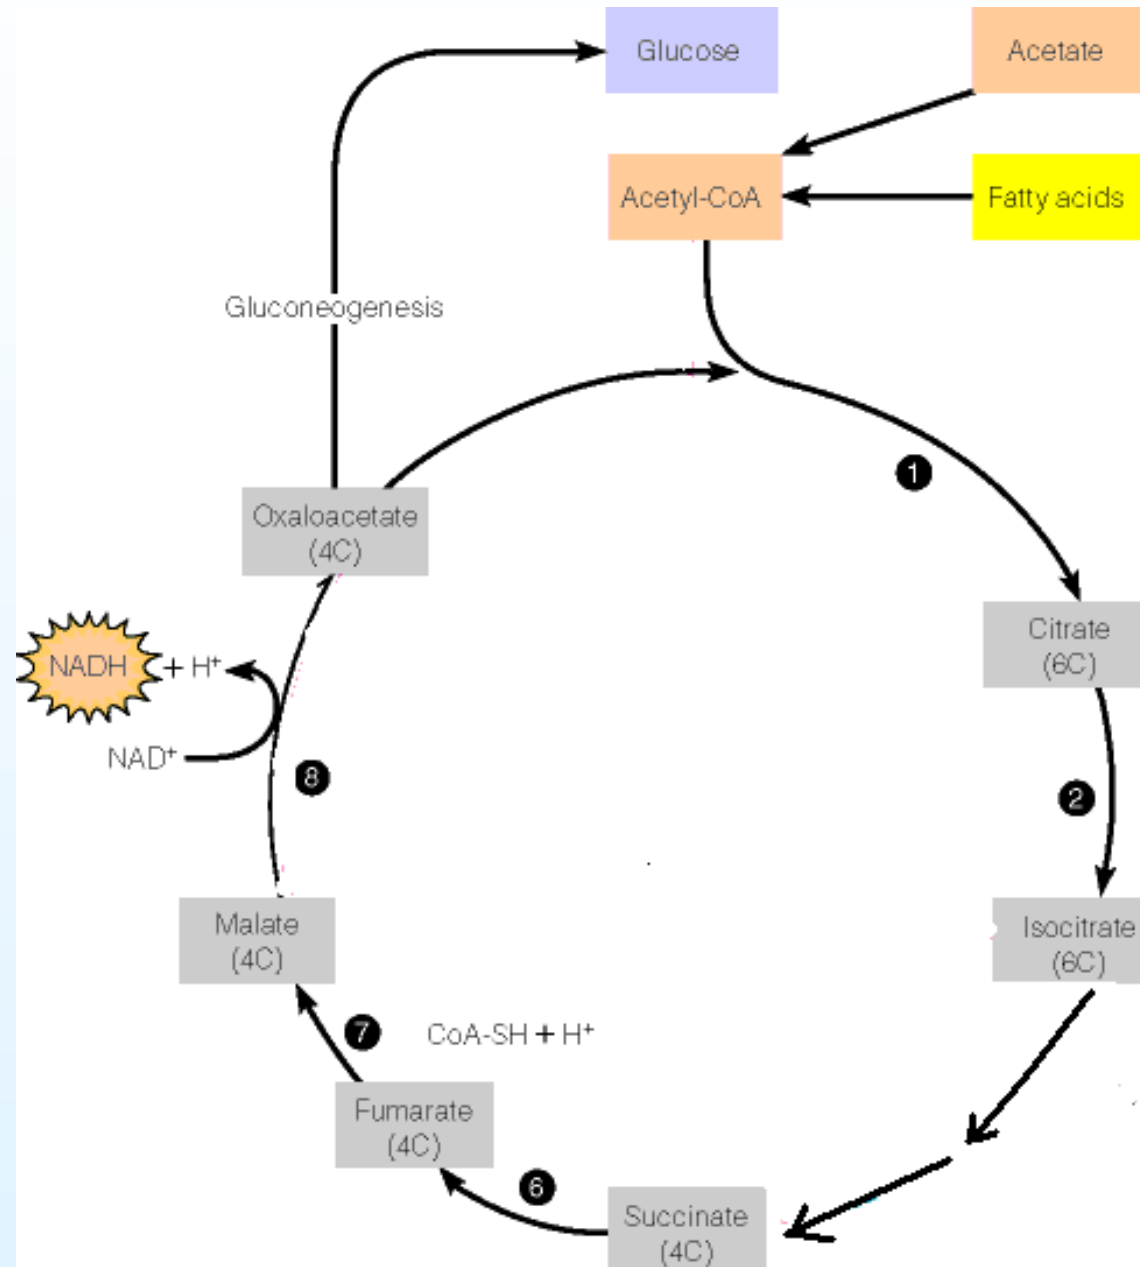 Glucose
Acetate
Acetyl-CoA
Fatty acids
Gluconeogenesis
1
Oxaloacetate
(4C)
Citrate
(6C)
NADH + H⁺
NAD⁺
8
2
Malate
(4C)
Isocitrate
(6C)
7
CoA-SH + H⁺
Fumarate
(4C)
6
Succinate
(4C)